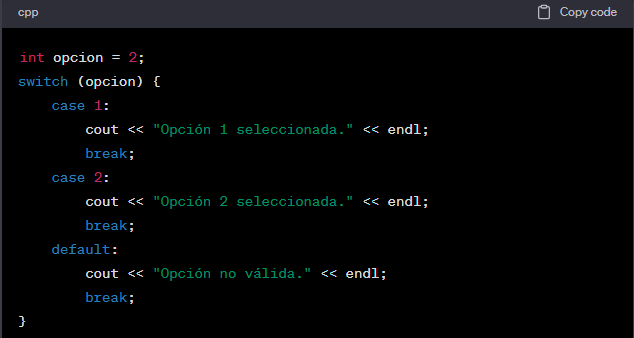 cpp Copy code
int opcion = 2;
switch (opcion) {
    case 1:
        cout << "Opción 1 seleccionada." << endl;
        break;
    case 2:
        cout << "Opción 2 seleccionada." << endl;
        break;
    default:
        cout << "Opción no válida." << endl;
        break;
}